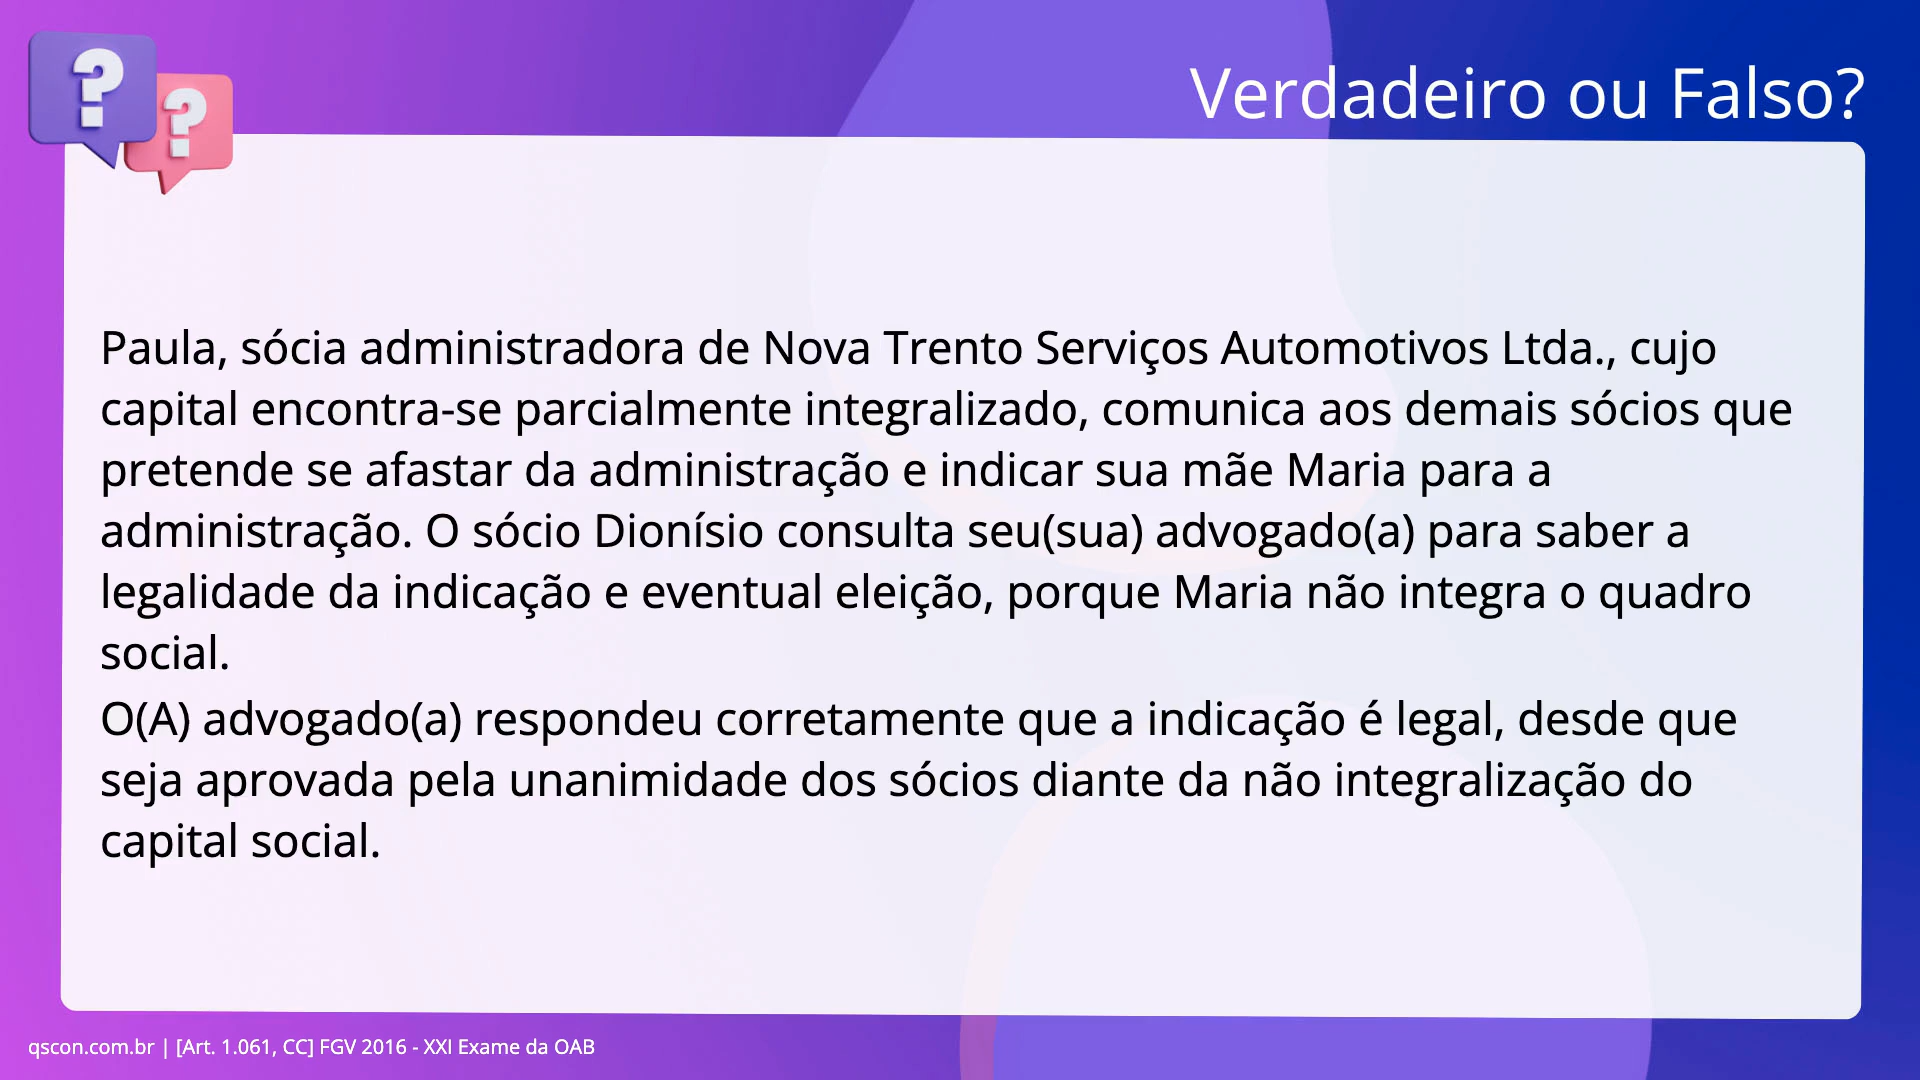 Verdadeiro ou Falso?
Paula, sócia administradora de Nova Trento Serviços Automotivos Ltda., cujo
capital encontra-se parcialmente integralizado, comunica aos demais sócios que
pretende se afastar da administração e indicar sua mãe Maria para a
administração. O sócio Dionísio consulta seu(sua) advogado(a) para saber a
legalidade da indicação e eventual eleição, porque Maria não integra o quadro
social.
O(A) advogado(a) respondeu corretamente que a indicação é legal, desde que
seja aprovada pela unanimidade dos sócios diante da não integralização do
capital social.
qscon.com.br | [Art. 1.061, CC] FGV 2016 - XXI Exame da OAB